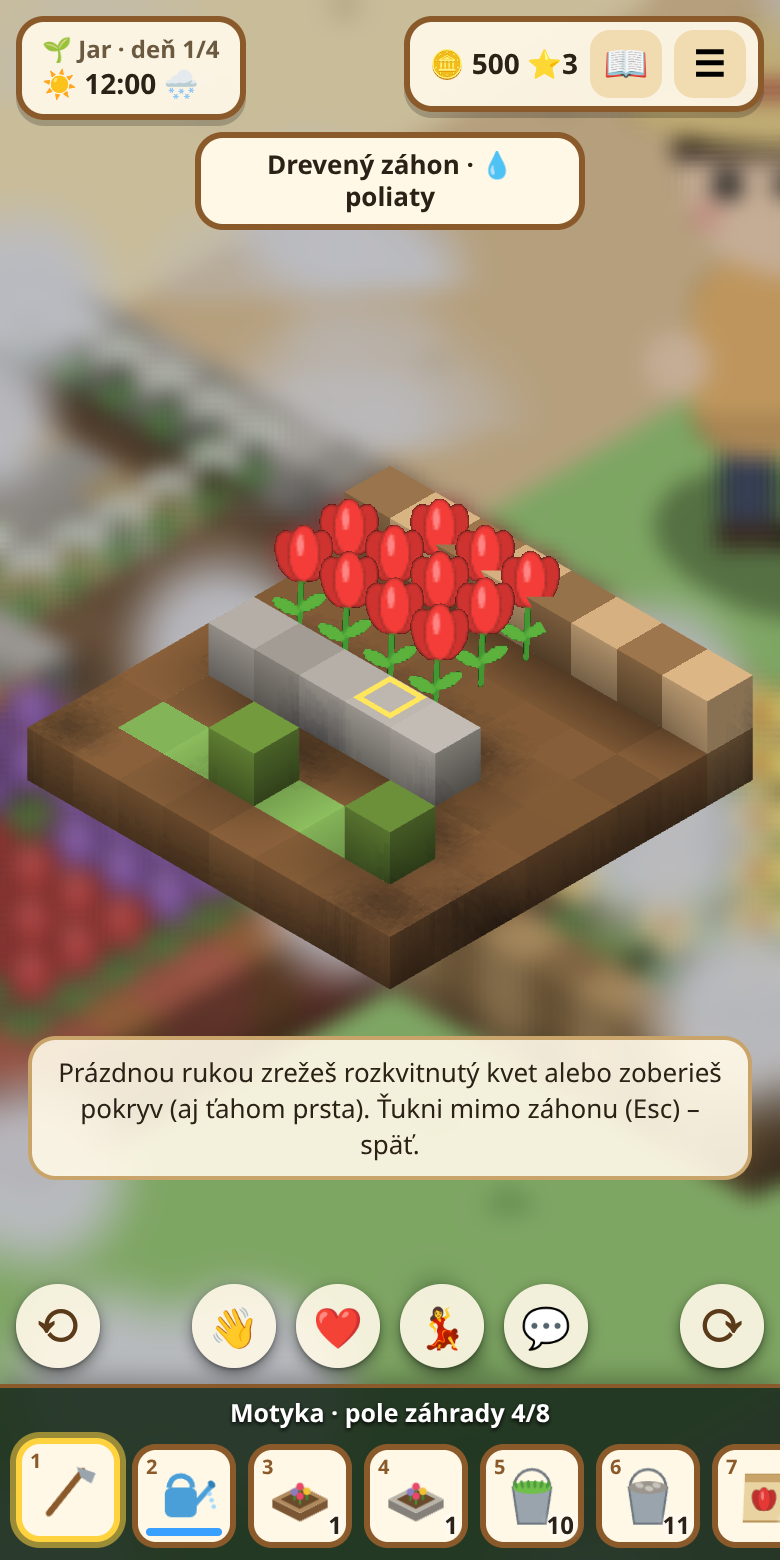 🌱 Jar · deň 1/4
☀️ 12:00 🌨️
🪙 500 ⭐3 📖 ☰
Drevený záhon · 💧
poliaty
Prázdnou rukou zrežeš rozkvitnutý kvet alebo zoberieš
pokryv (aj ťahom prsta). Ťukni mimo záhonu (Esc) –
späť.
Motyka · pole záhrady 4/8
1 2 3 4 5 6 7
1 1 10 11